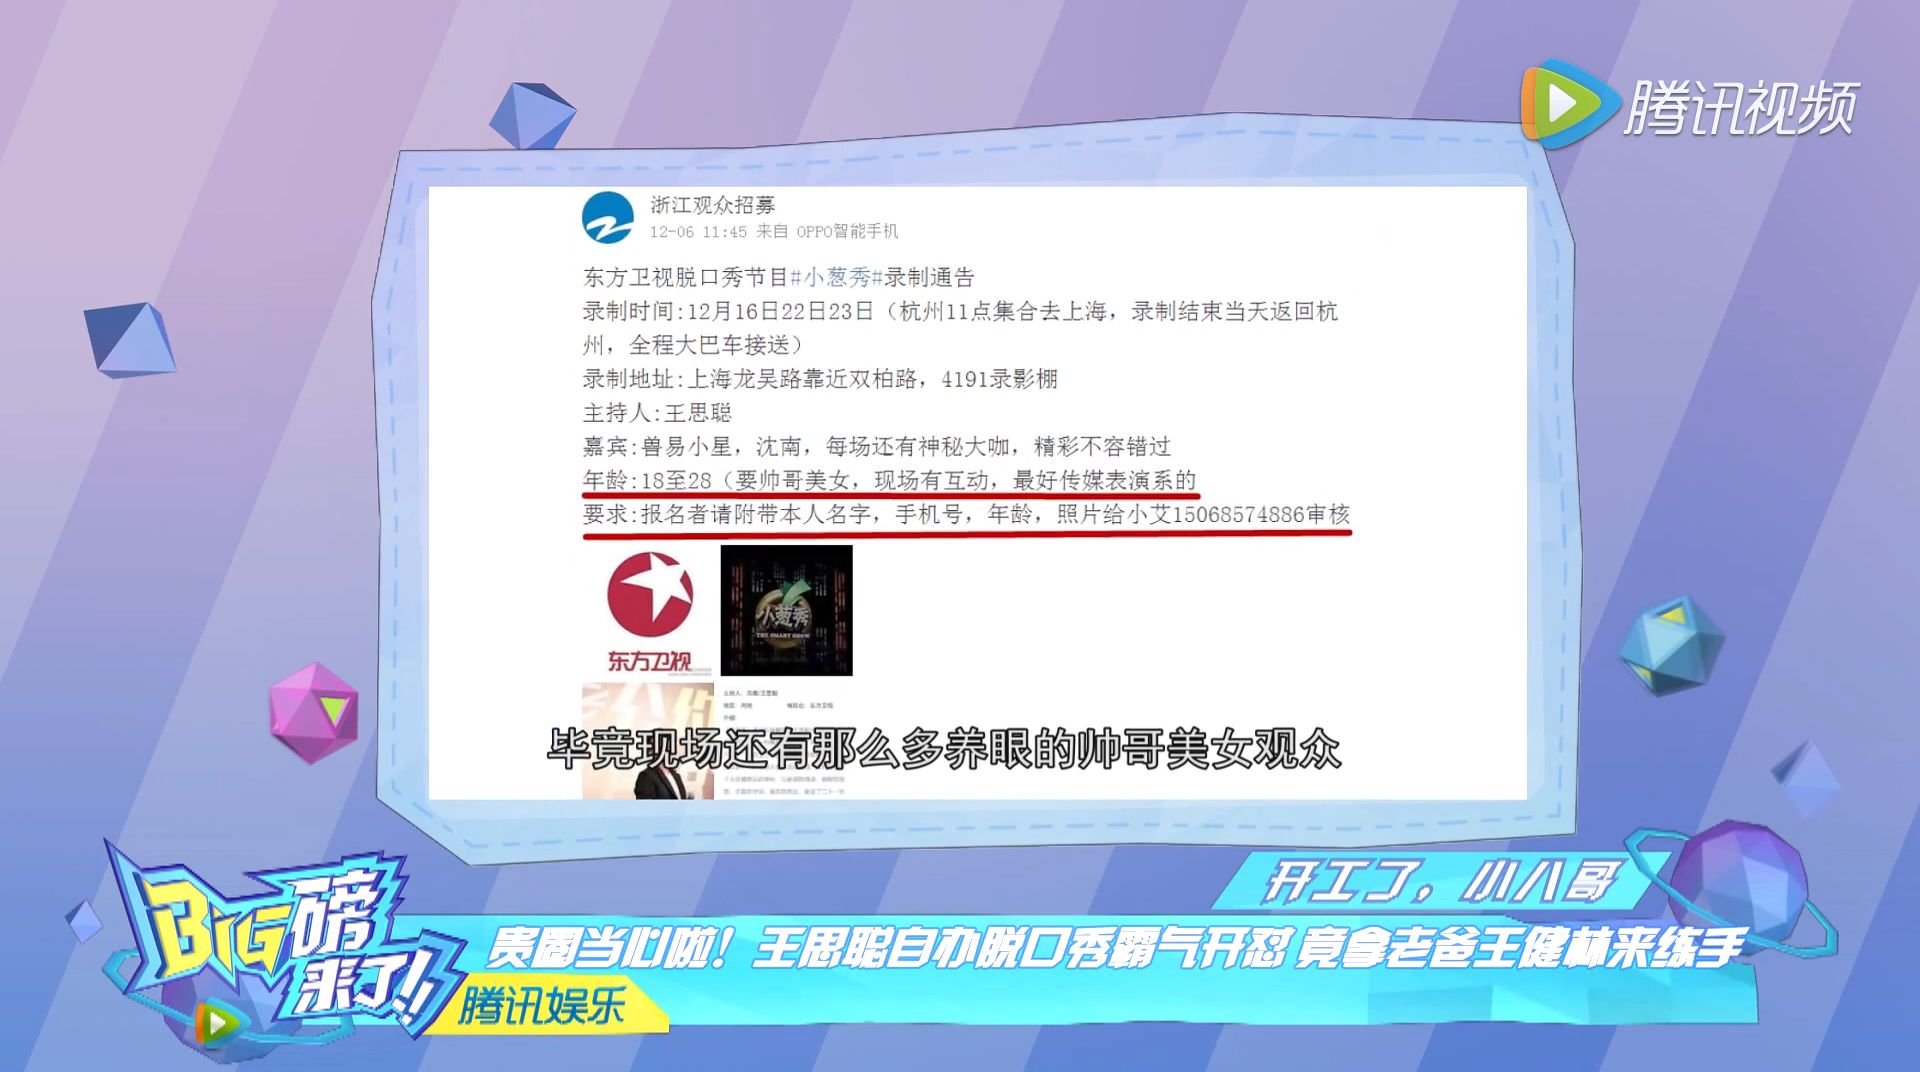 腾讯视频
浙江观众招募
12-06 11:45 来自 OPPO智能手机
东方卫视脱口秀节目#小葱秀#录制通告
录制时间:12月16日22日23日（杭州11点集合去上海，录制结束当天返回杭
州，全程大巴车接送）
录制地址:上海龙吴路靠近双柏路，4191录影棚
主持人:王思聪
嘉宾:兽易小星，沈南，每场还有神秘大咖，精彩不容错过
年龄:18至28（要帅哥美女，现场有互动，最好传媒表演系的
要求:报名者请附带本人名字，手机号，年龄，照片给小艾15068574886审核
东方卫视
小葱秀
THE SMART SHOW
毕竟现场还有那么多养眼的帅哥美女观众
开工了，小八哥
BIG磅
来了!!
贵圈当心啦！王思聪自办脱口秀霸气开怼 竟拿老爸王健林来练手
腾讯娱乐